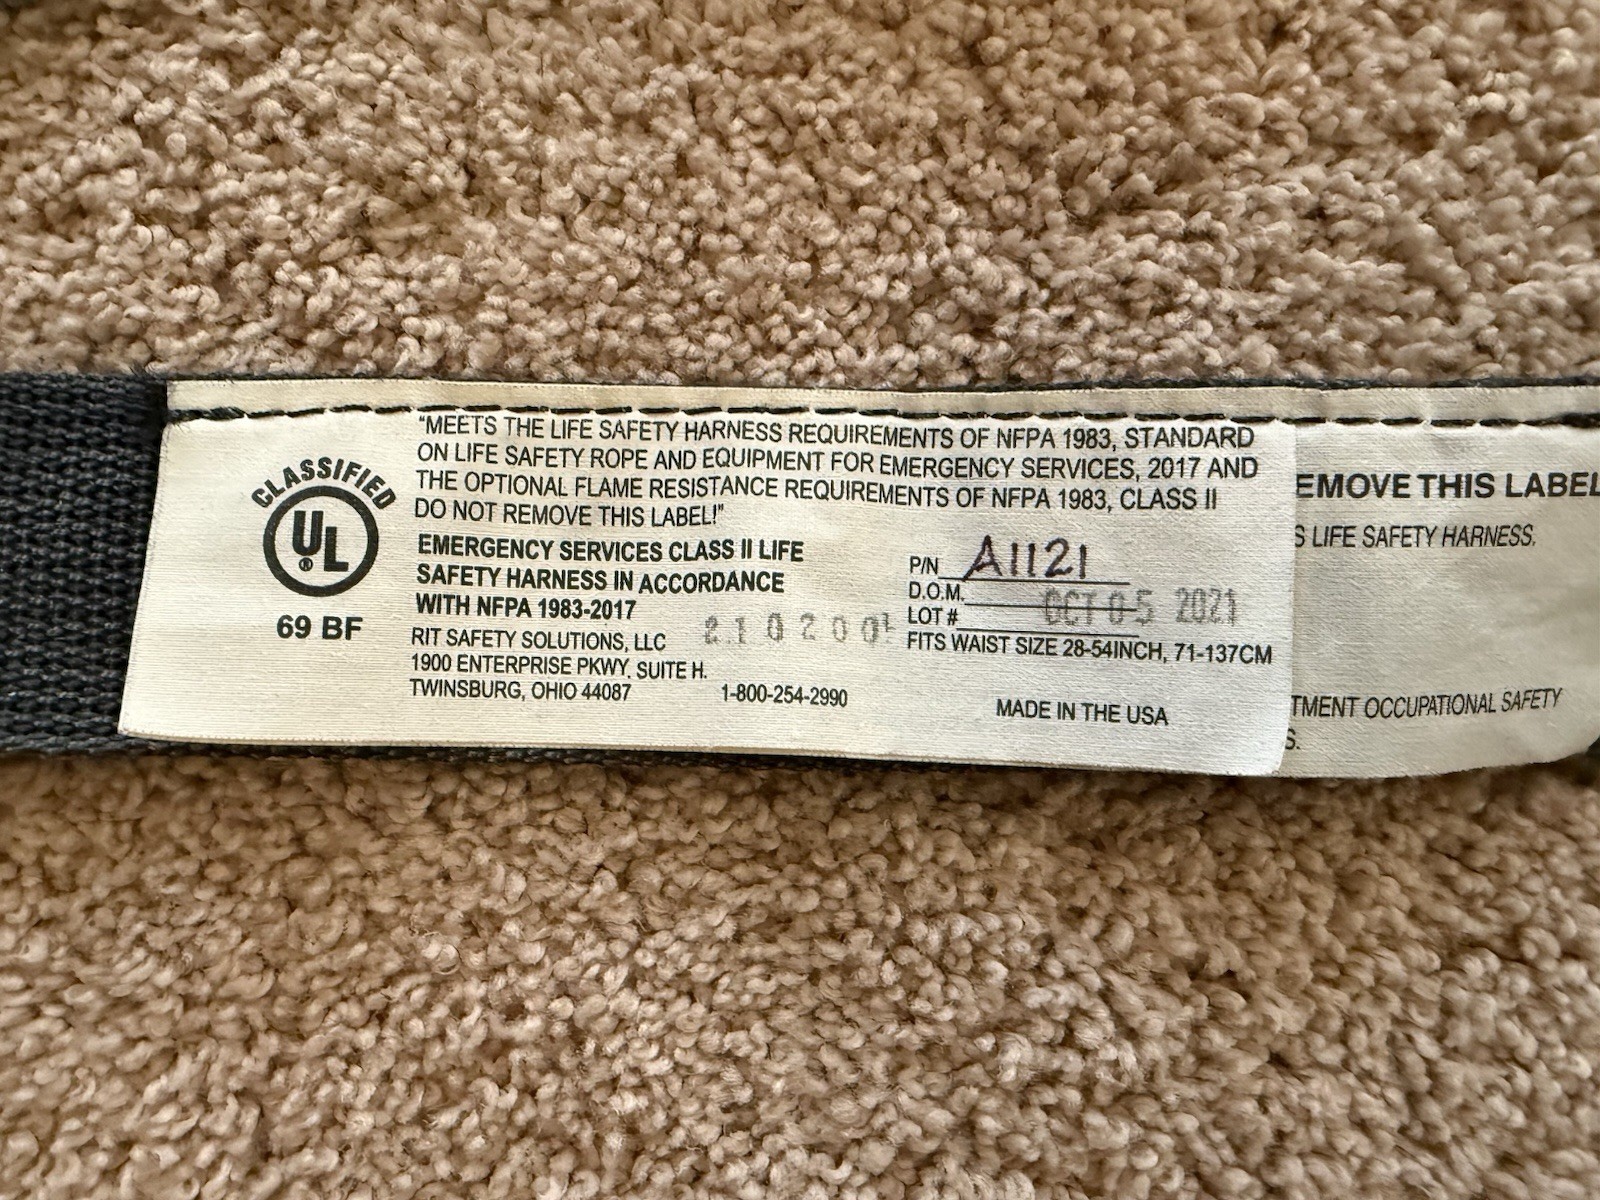 "MEETS THE LIFE SAFETY HARNESS REQUIREMENTS OF NFPA 1983, STANDARD
ON LIFE SAFETY ROPE AND EQUIPMENT FOR EMERGENCY SERVICES, 2017 AND
THE OPTIONAL FLAME RESISTANCE REQUIREMENTS OF NFPA 1983, CLASS II
DO NOT REMOVE THIS LABEL!"
CLASSIFIED
UL®
69 BF
EMERGENCY SERVICES CLASS II LIFE
SAFETY HARNESS IN ACCORDANCE
WITH NFPA 1983-2017
RIT SAFETY SOLUTIONS, LLC
1900 ENTERPRISE PKWY. SUITE H.
TWINSBURG, OHIO 44087
1-800-254-2990
P/N A1121
D.O.M. OCT 05 2021
LOT #
FITS WAIST SIZE 28-54INCH, 71-137CM
MADE IN THE USA
EMOVE THIS LABEL
S LIFE SAFETY HARNESS.
TMENT OCCUPATIONAL SAFETY
S.